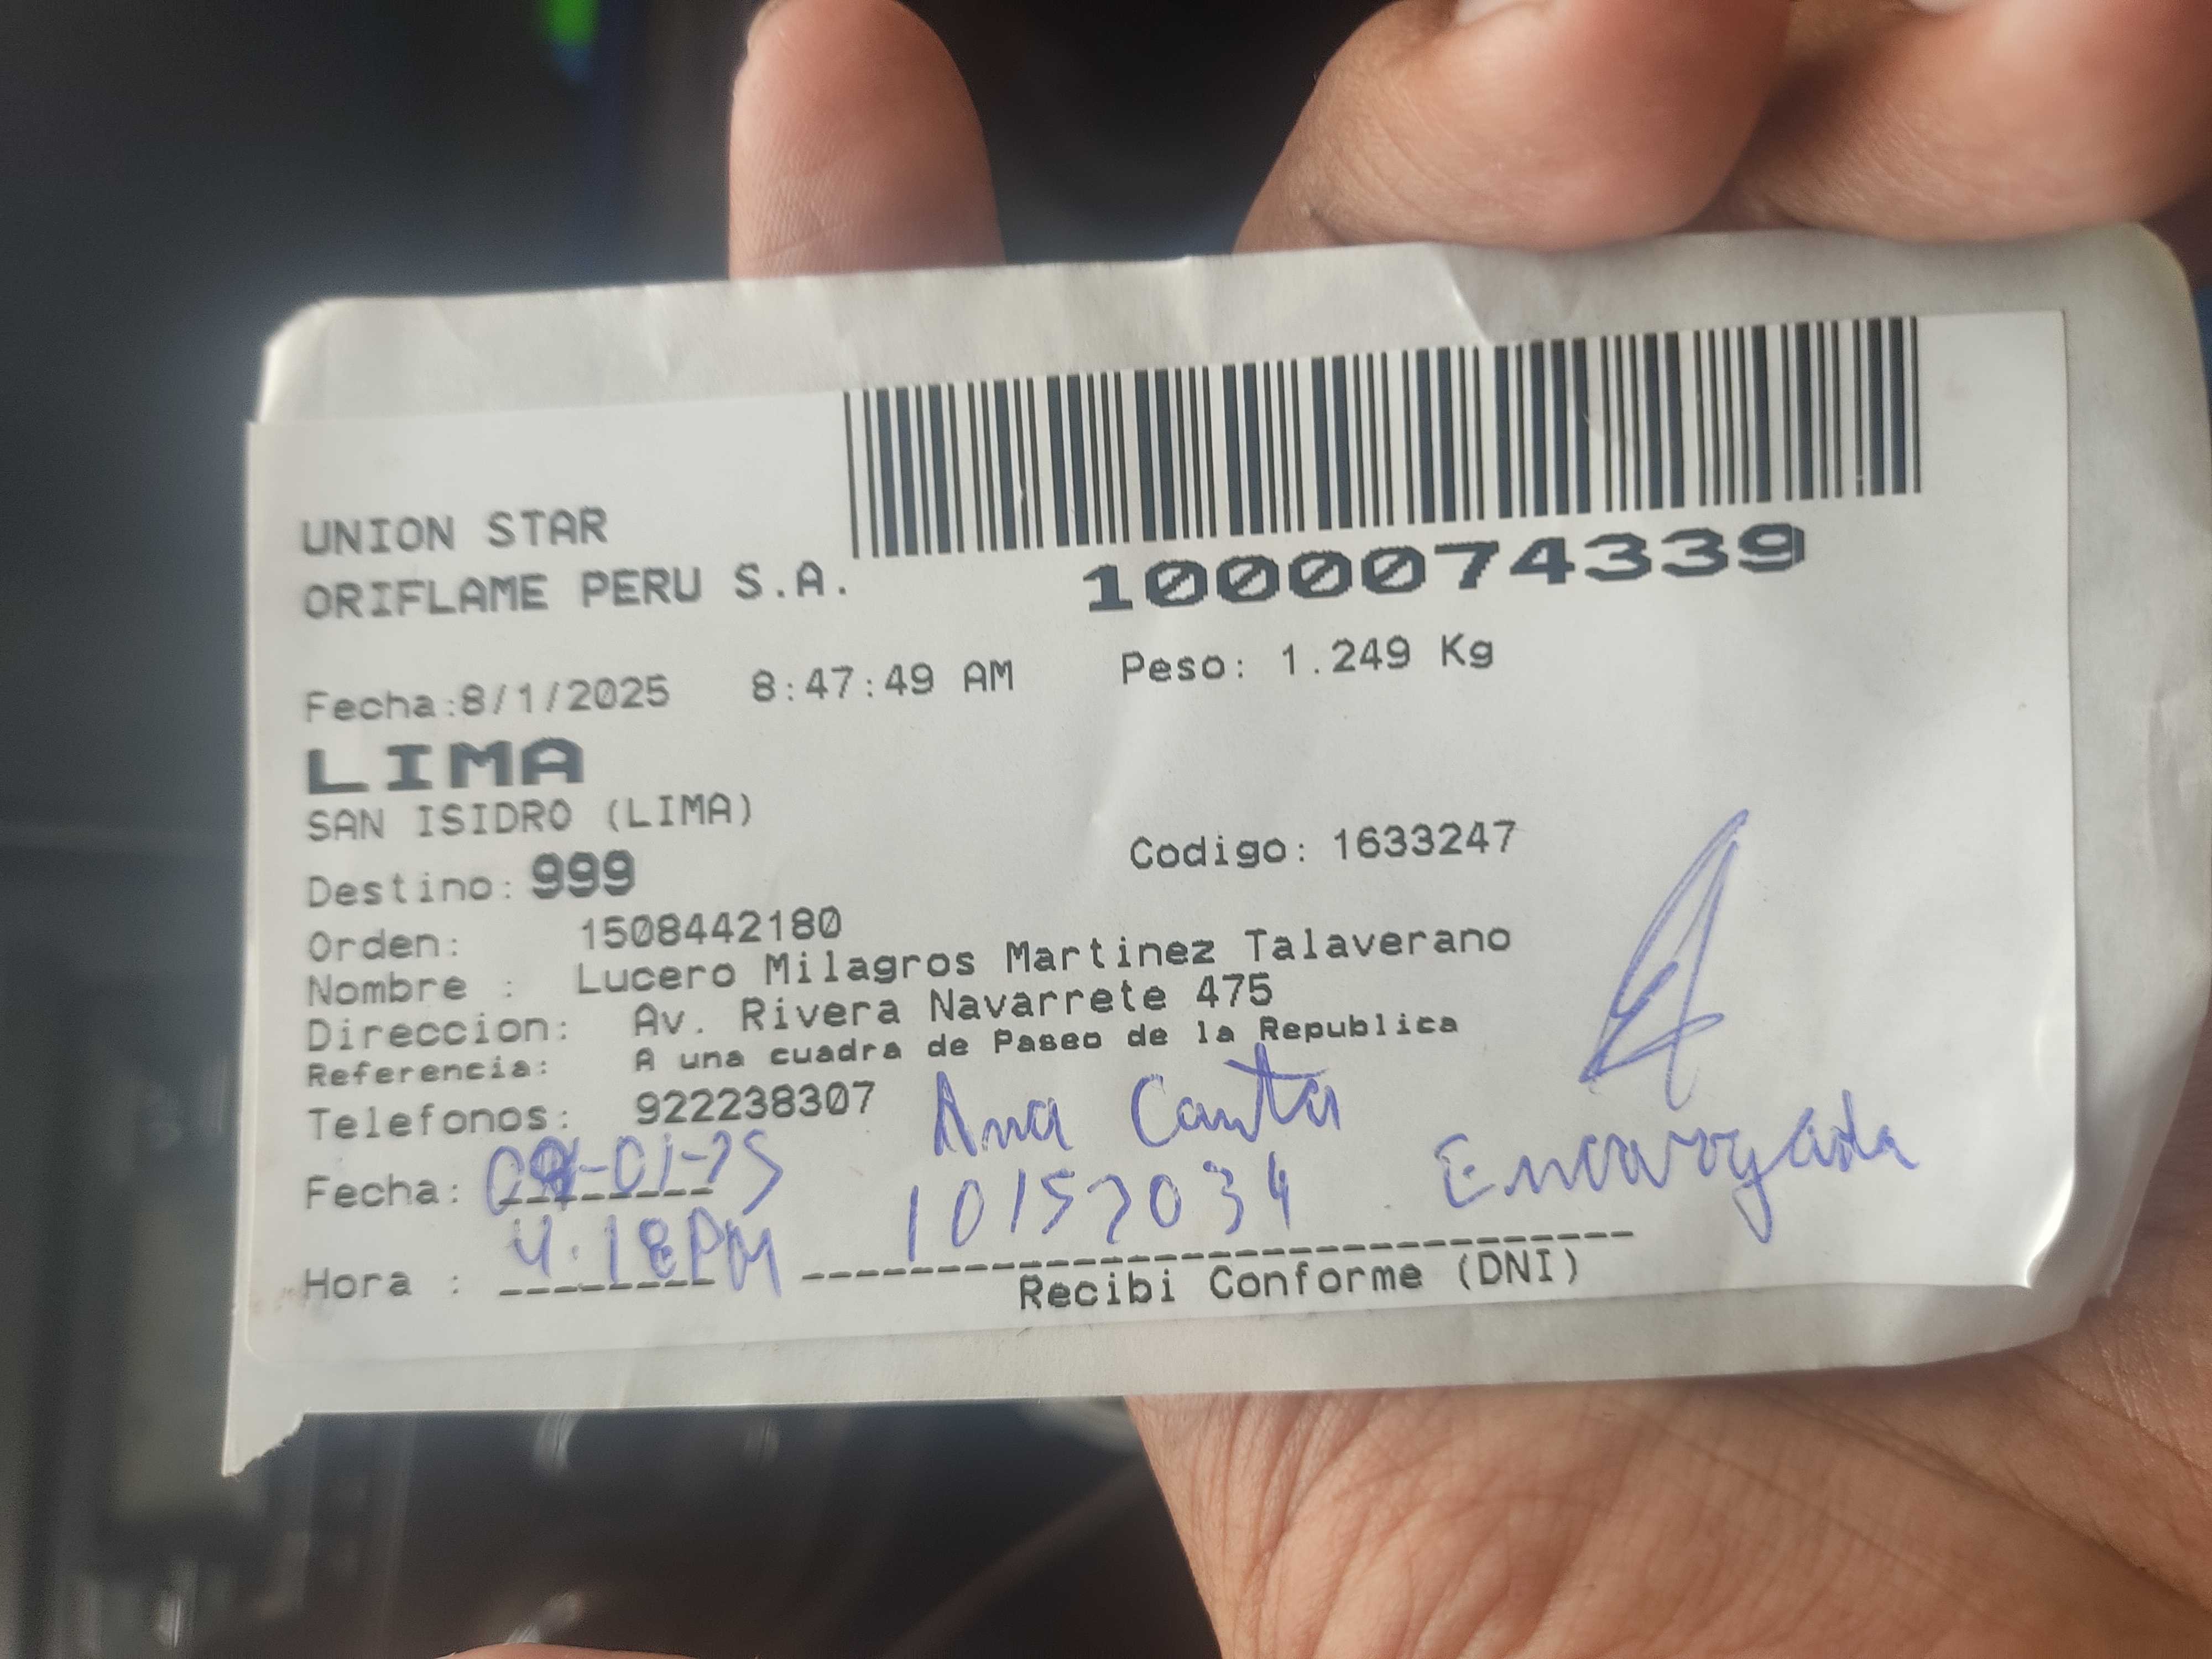 UNION STAR
ORIFLAME PERU S.A.
1000074339
Fecha:8/1/2025 8:47:49 AM Peso: 1.249 Kg
LIMA
SAN ISIDRO (LIMA)
Destino: 999 Codigo: 1633247
Orden: 1508442180
Nombre : Lucero Milagros Martinez Talaverano
Direccion: Av. Rivera Navarrete 475
Referencia: A una cuadra de Paseo de la Republica
Telefonos: 922238307 Ana Canta
Fecha: -01-25 10157034 Encargada
Hora : 4:18PM
Recibi Conforme (DNI)